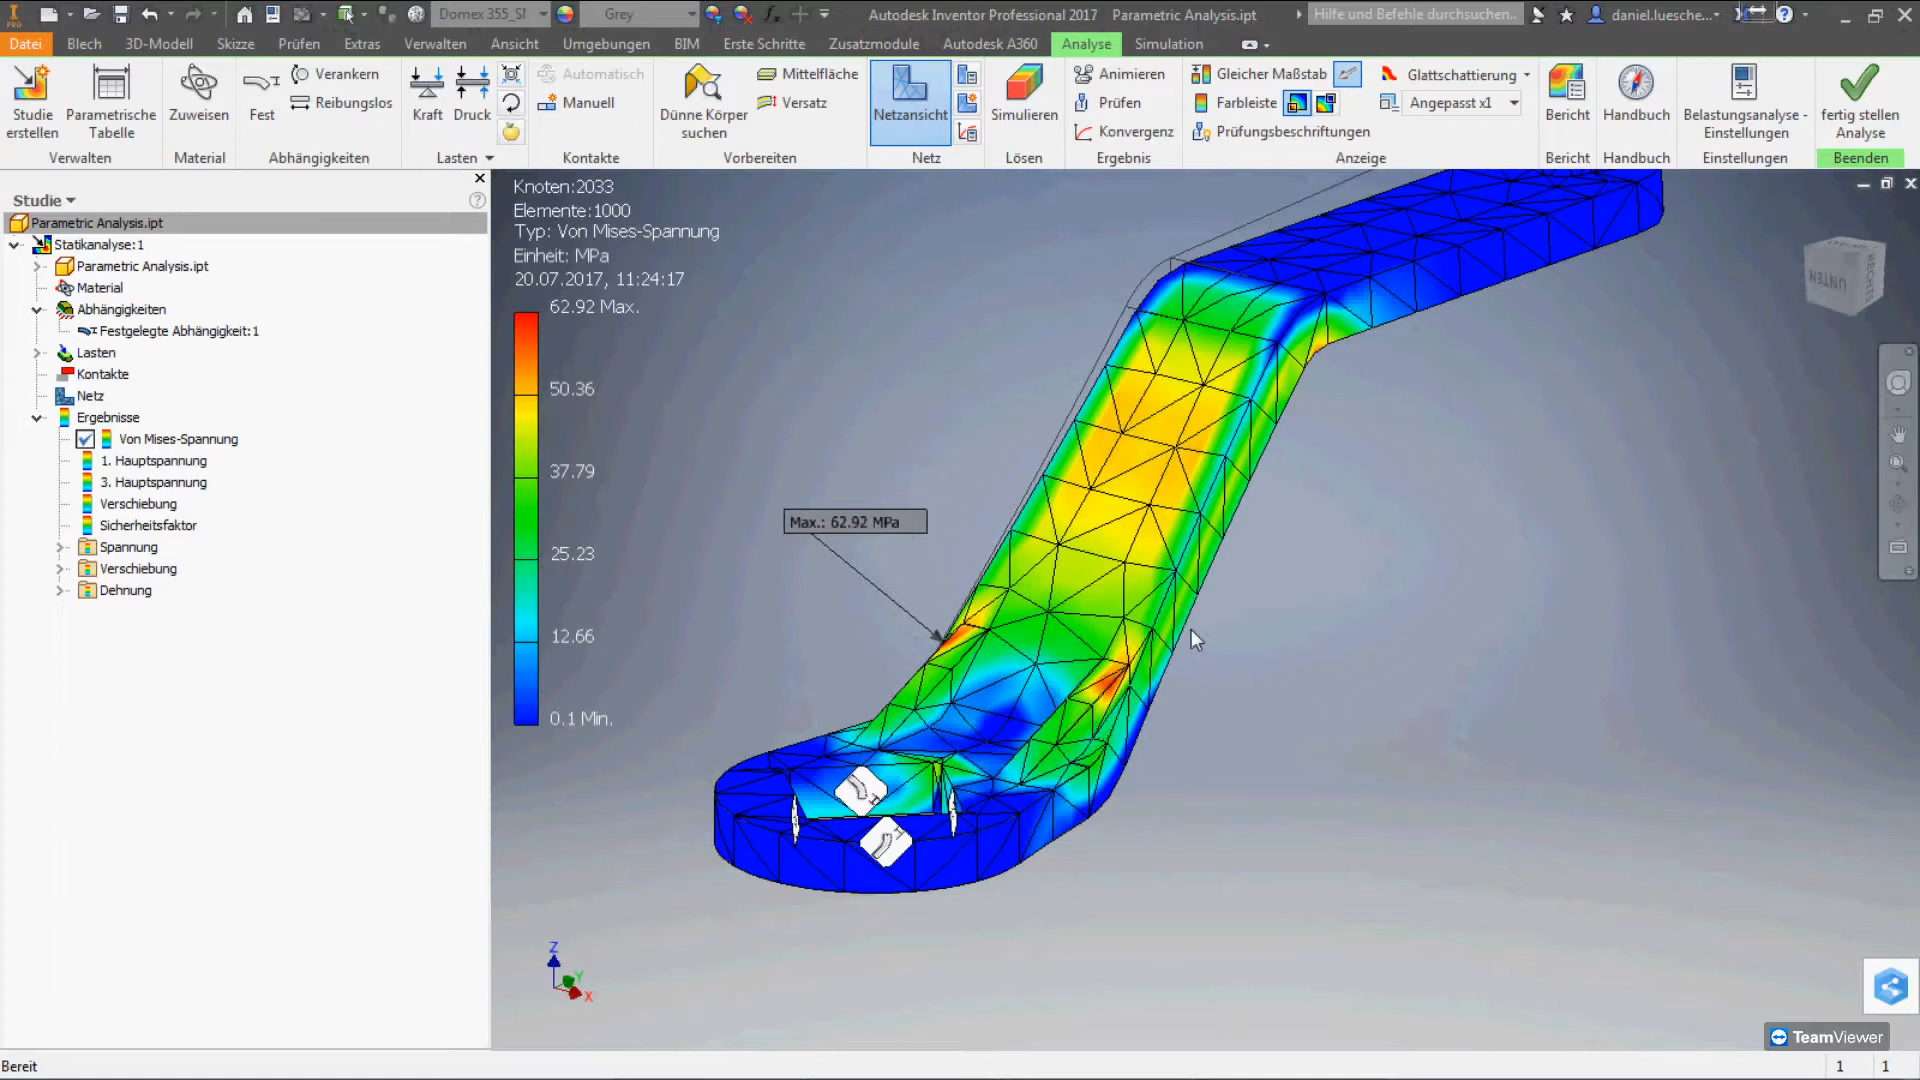 Domex 355_SI
Grey
Autodesk Inventor Professional 2017 Parametric Analysis.ipt
Hilfe und Befehle durchsuchen...
daniel.luesche...
PRO
Datei Blech 3D-Modell Skizze Prüfen Extras Verwalten Ansicht Umgebungen BIM Erste Schritte Zusatzmodule Autodesk A360 Analyse Simulation
Studie erstellen
Parametrische Tabelle
Verwalten
Zuweisen
Material
Fest
Verankern
Reibungslos
Abhängigkeiten
Kraft
Druck
Lasten
Automatisch
Manuell
Kontakte
Dünne Körper suchen
Mittelfläche
Versatz
Vorbereiten
Netzansicht
Netz
Simulieren
Lösen
Animieren
Prüfen
Konvergenz
Ergebnis
Gleicher Maßstab
Farbleiste
Prüfungsbeschriftungen
Glattschattierung
Angepasst x1
Anzeige
Bericht
Bericht
Handbuch
Handbuch
Belastungsanalyse - Einstellungen
Einstellungen
fertig stellen Analyse
Beenden
Studie
Parametric Analysis.ipt
Statikanalyse:1
Parametric Analysis.ipt
Material
Abhängigkeiten
Festgelegte Abhängigkeit:1
Lasten
Kontakte
Netz
Ergebnisse
Von Mises-Spannung
1. Hauptspannung
3. Hauptspannung
Verschiebung
Sicherheitsfaktor
Spannung
Verschiebung
Dehnung
Knoten:2033
Elemente:1000
Typ: Von Mises-Spannung
Einheit: MPa
20.07.2017, 11:24:17
62.92 Max.
50.36
37.79
25.23
12.66
0.1 Min.
Max.: 62.92 MPa
UNTEN
RECHTS
Z
Y
X
TeamViewer
Bereit
1 1